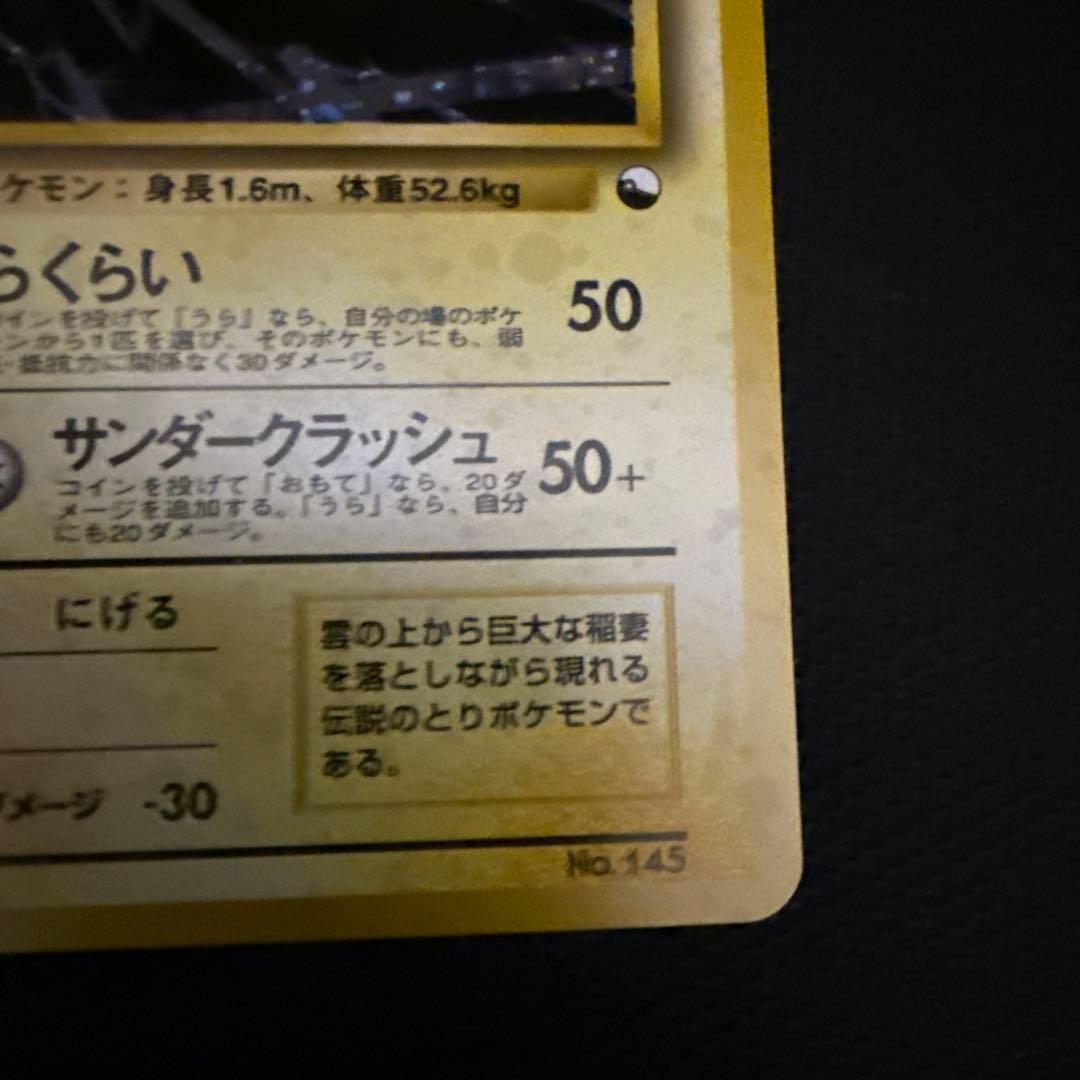 ケモン：身長1.6m、体重52.6kg
らくらい 50
インを投げて「うら」なら、自分の場のポケ
ンから1匹を選び、そのポケモンにも、弱
・抵抗力に関係なく30ダメージ。
サンダークラッシュ 50+
コインを投げて「おもて」なら、20ダ
メージを追加する。「うら」なら、自分
にも20ダメージ。
にげる
雲の上から巨大な稲妻
を落としながら現れる
伝説のとりポケモンで
ある。
ダメージ -30
No.145